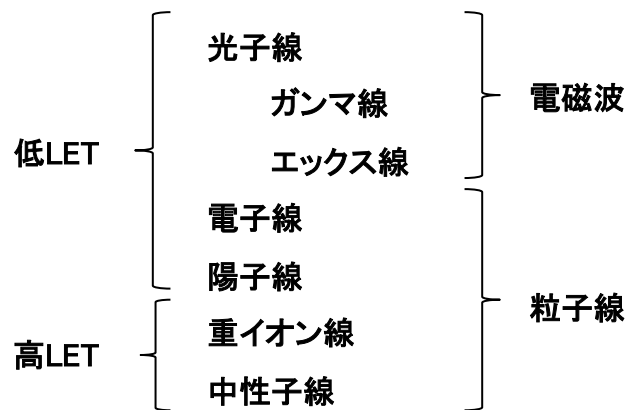 光子線
ガンマ線
電磁波
低LET
エックス線
電子線
陽子線
粒子線
重イオン線
高LET
中性子線